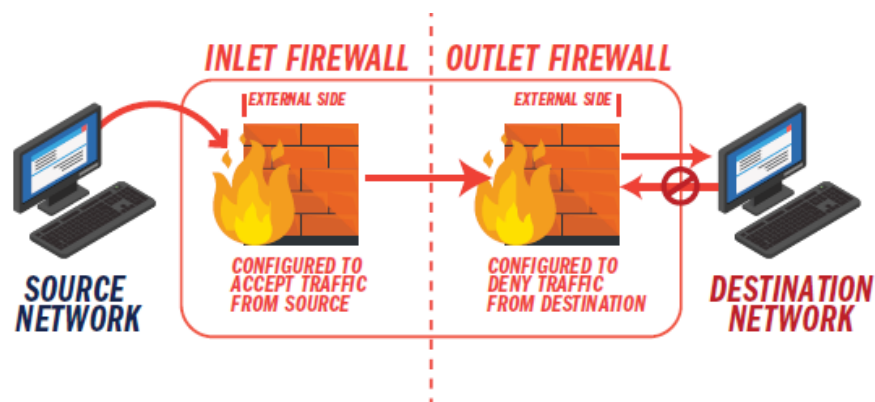 INLET FIREWALL
OUTLET FIREWALL
EXTERNAL SIDE
EXTERNAL SIDE
CONFIGURED TO
ACCEPT TRAFFIC
FROM SOURCE
CONFIGURED TO
DENY TRAFFIC
FROM DESTINATION
SOURCE
NETWORK
DESTINATION
NETWORK